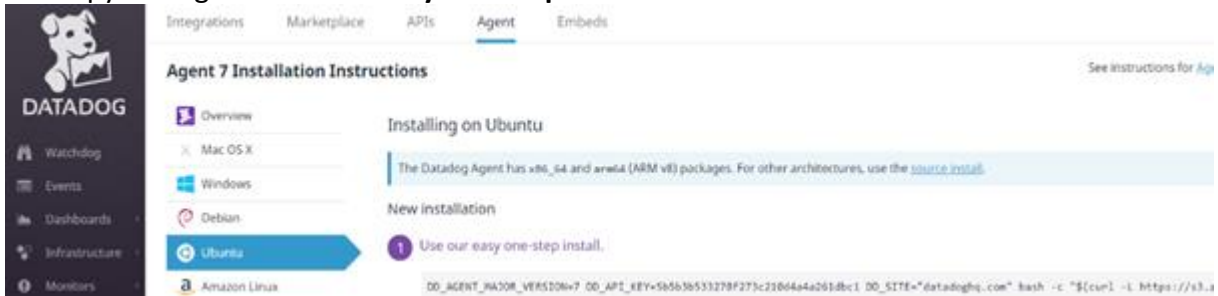 Integrations Marketplace APIs Agent Embeds
Agent 7 Installation Instructions
See instructions for
DATADOG
Watchdog
Events
Dashboards
Infrastructure
Monitors
Overview
Mac OS X
Windows
Debian
Ubuntu
Amazon Linux
Installing on Ubuntu
The Datadog Agent has x86_64 and arm64 (ARM v8) packages. For other architectures, use the source install.
New installation
1 Use our easy one-step install.
DD_AGENT_MAJOR_VERSION=7 DD_SITE="datadoghq.com" bash -c "$(curl -L